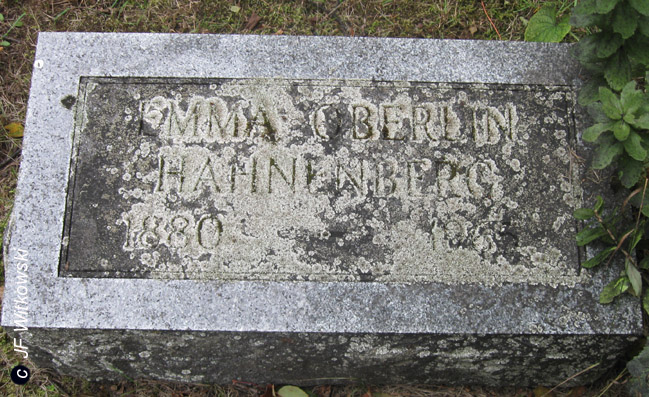 EMMA OBERLIN
HAHNENBERG
1880
© JF Witkowski